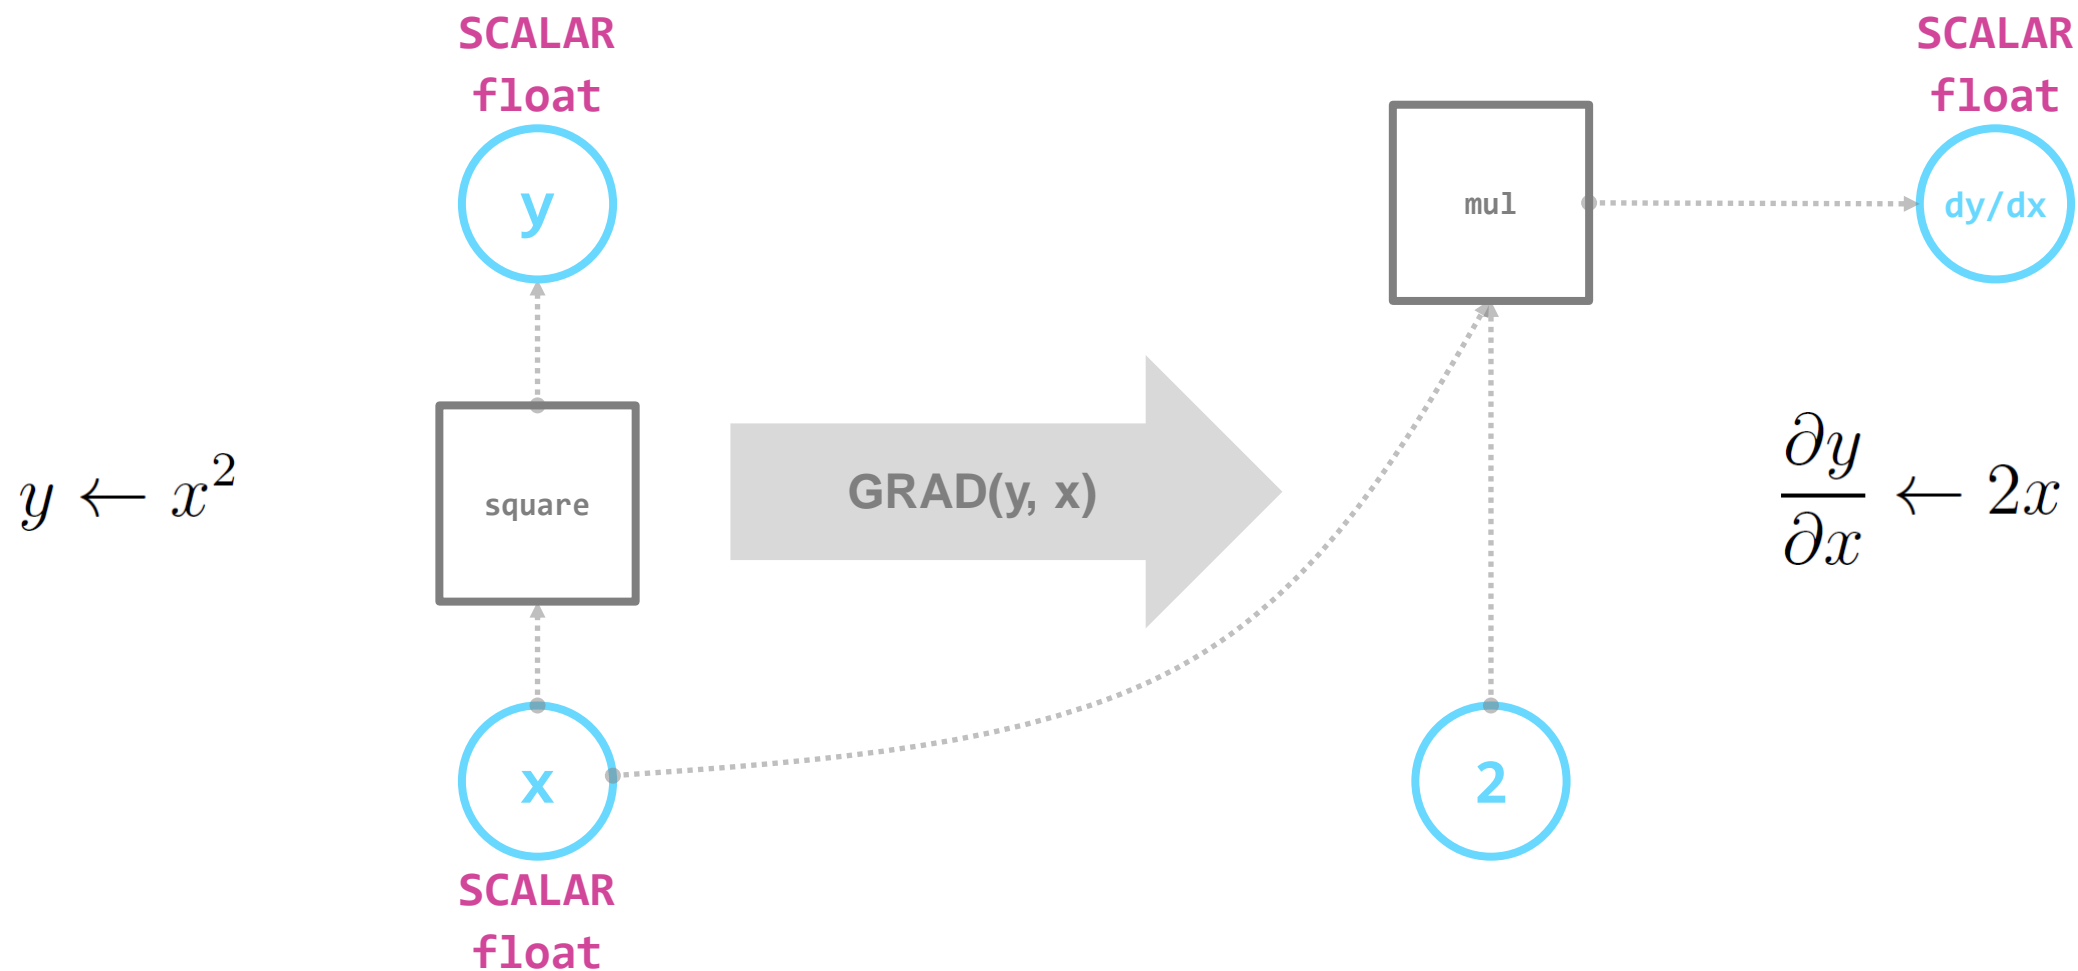 SCALAR
float
y
y ← x²
square
x
SCALAR
float
GRAD(y, x)
mul
2
SCALAR
float
dy/dx
∂y/∂x ← 2x